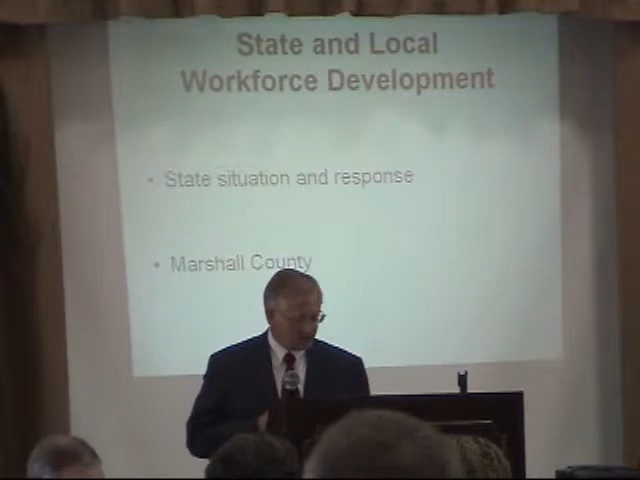 State and Local
Workforce Development
• State situation and response
• Marshall County